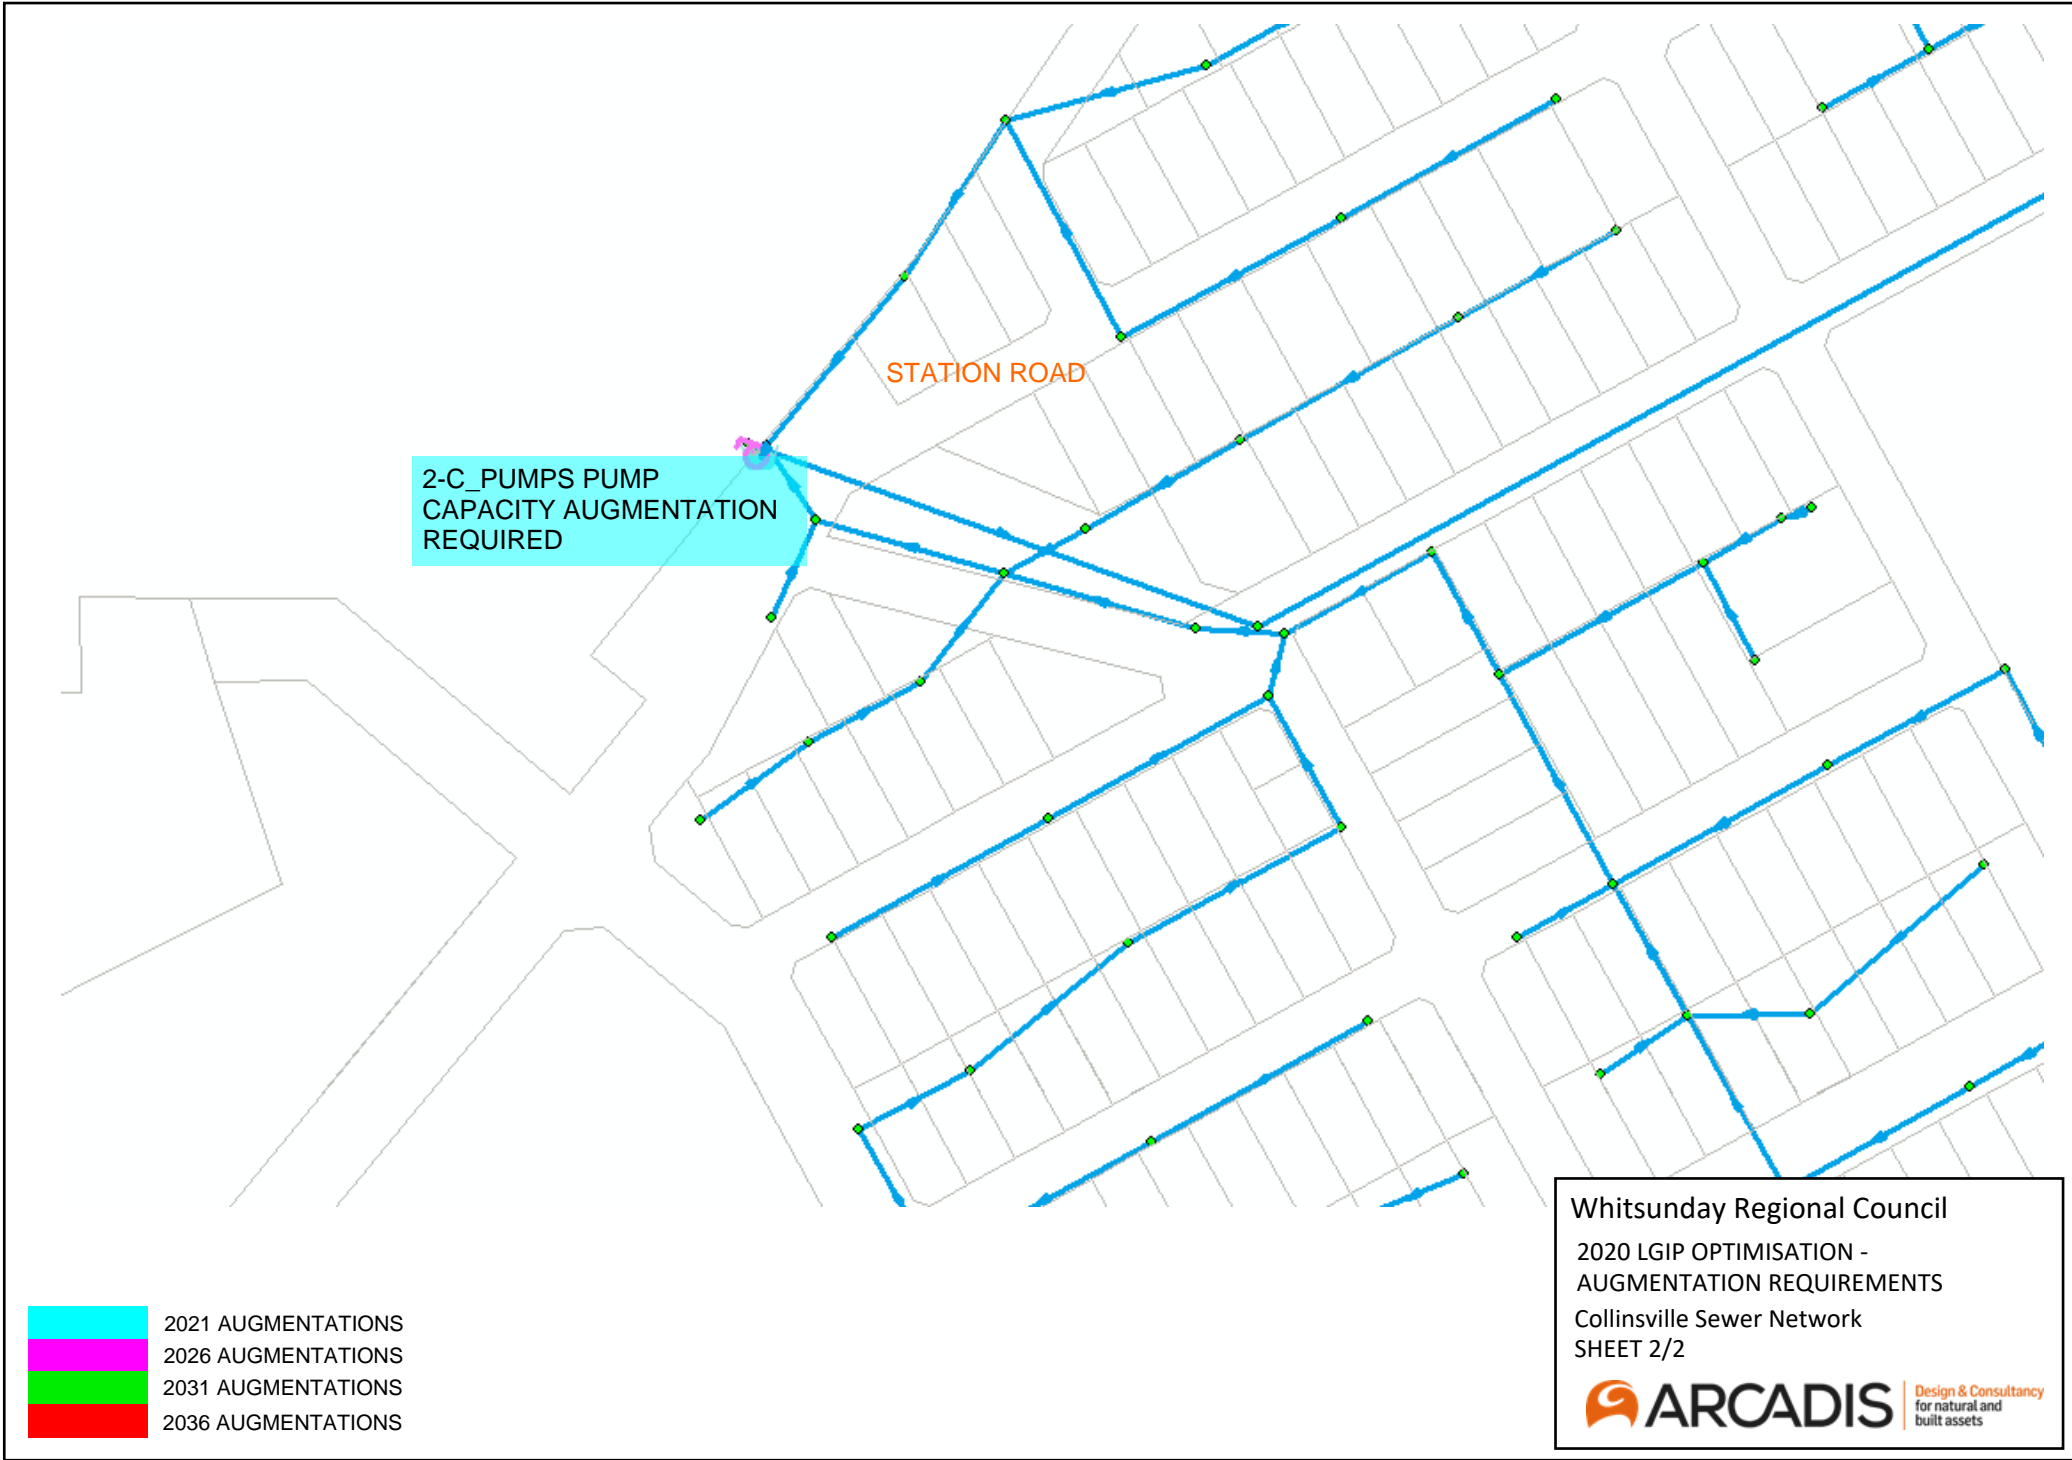 STATION ROAD
2-C_PUMPS PUMP
CAPACITY AUGMENTATION
REQUIRED
2021 AUGMENTATIONS
2026 AUGMENTATIONS
2031 AUGMENTATIONS
2036 AUGMENTATIONS
Whitsunday Regional Council
2020 LGIP OPTIMISATION -
AUGMENTATION REQUIREMENTS
Collinsville Sewer Network
SHEET 2/2
ARCADIS
Design & Consultancy
for natural and
built assets